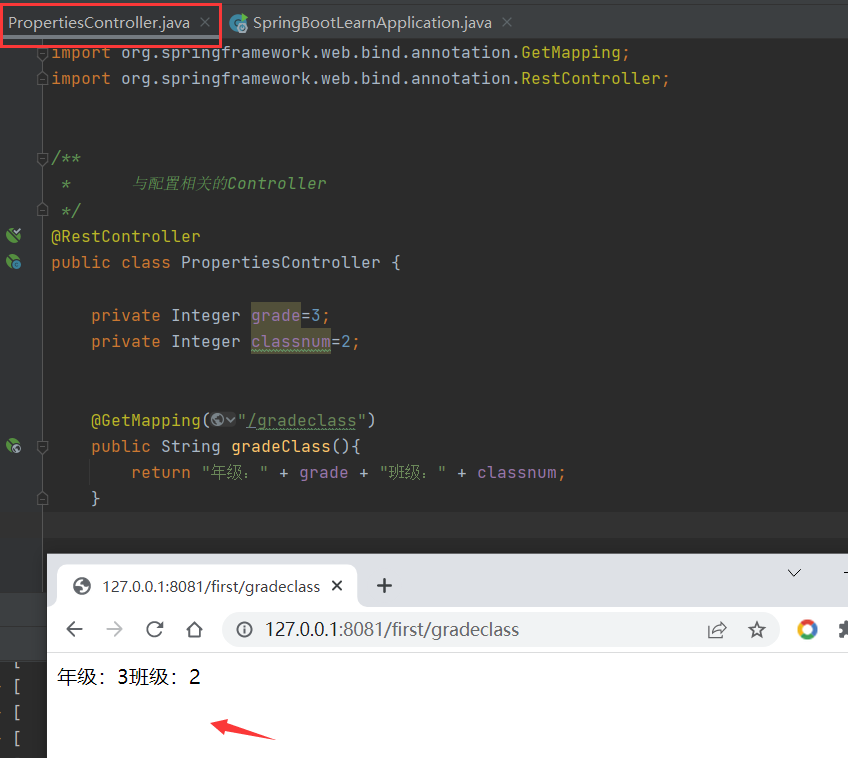 PropertiesController.java
SpringBootLearnApplication.java
import org.springframework.web.bind.annotation.GetMapping;
import org.springframework.web.bind.annotation.RestController;
/**
* 与配置相关的Controller
*/
@RestController
public class PropertiesController {
private Integer grade=3;
private Integer classnum=2;
@GetMapping("/gradeclass")
public String gradeClass(){
return "年级：" + grade + "班级：" + classnum;
}
127.0.0.1:8081/first/gradeclass
127.0.0.1:8081/first/gradeclass
年级：3班级：2
[
[
[
[